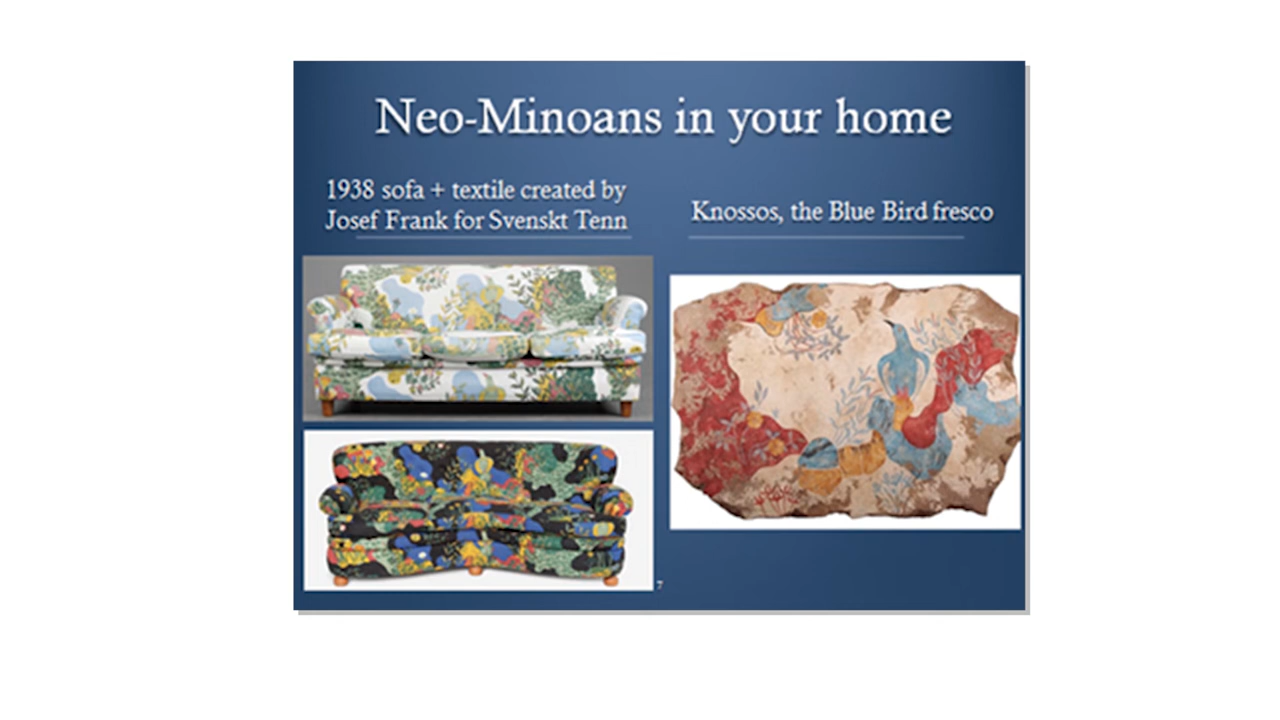 Neo-Minoans in your home
1938 sofa + textile created by
Josef Frank for Svenskt Tenn
Knossos, the Blue Bird fresco
7